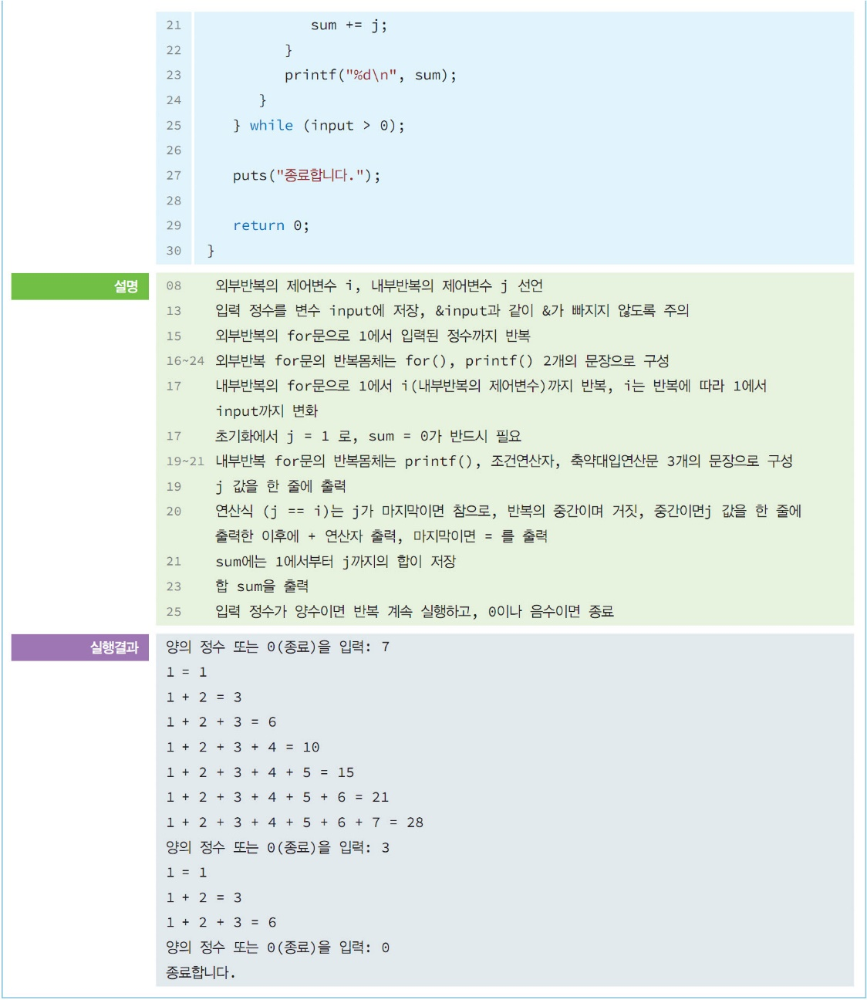 21 sum += j;
22 }
23 printf("%d\n", sum);
24 }
25 } while (input > 0);
26
27 puts("종료합니다.");
28
29 return 0;
30 }
설명
08 외부반복의 제어변수 i, 내부반복의 제어변수 j 선언
13 입력 정수를 변수 input에 저장, &input과 같이 &가 빠지지 않도록 주의
15 외부반복의 for문으로 1에서 입력된 정수까지 반복
16~24 외부반복 for문의 반복몸체는 for(), printf() 2개의 문장으로 구성
17 내부반복의 for문으로 1에서 i(내부반복의 제어변수)까지 반복, i는 반복에 따라 1에서
input까지 변화
17 초기화에서 j = 1 로, sum = 0가 반드시 필요
19~21 내부반복 for문의 반복몸체는 printf(), 조건연산자, 축약대입연산문 3개의 문장으로 구성
19 j 값을 한 줄에 출력
20 연산식 (j == i)는 j가 마지막이면 참으로, 반복의 중간이며 거짓, 중간이면j 값을 한 줄에
출력한 이후에 + 연산자 출력, 마지막이면 = 를 출력
21 sum에는 1에서부터 j까지의 합이 저장
23 합 sum을 출력
25 입력 정수가 양수이면 반복 계속 실행하고, 0이나 음수이면 종료
실행결과
양의 정수 또는 0(종료)을 입력: 7
1 = 1
1 + 2 = 3
1 + 2 + 3 = 6
1 + 2 + 3 + 4 = 10
1 + 2 + 3 + 4 + 5 = 15
1 + 2 + 3 + 4 + 5 + 6 = 21
1 + 2 + 3 + 4 + 5 + 6 + 7 = 28
양의 정수 또는 0(종료)을 입력: 3
1 = 1
1 + 2 = 3
1 + 2 + 3 = 6
양의 정수 또는 0(종료)을 입력: 0
종료합니다.